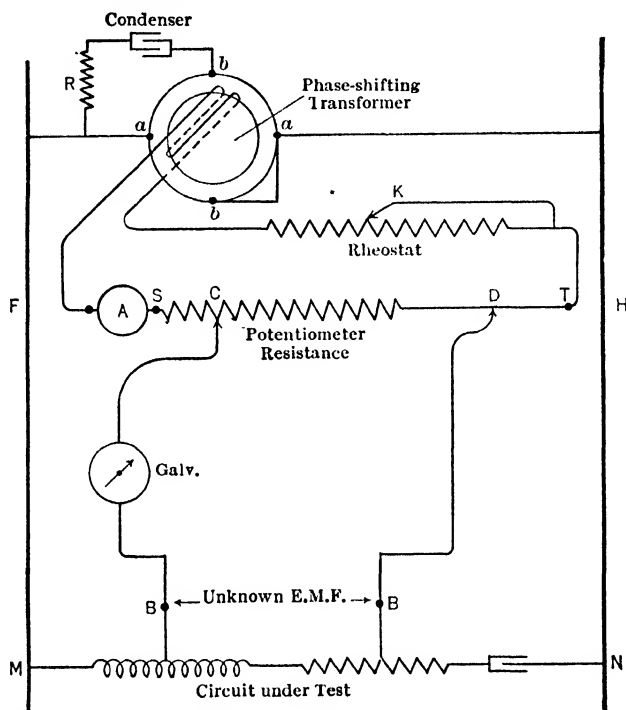 Condenser
R
b
Phase-shifting
Transformer
a
a
b
K
Rheostat
F
A
S
C
D
T
H
Potentiometer
Resistance
Galv.
B
Unknown E.M.F.
B
M
N
Circuit under Test